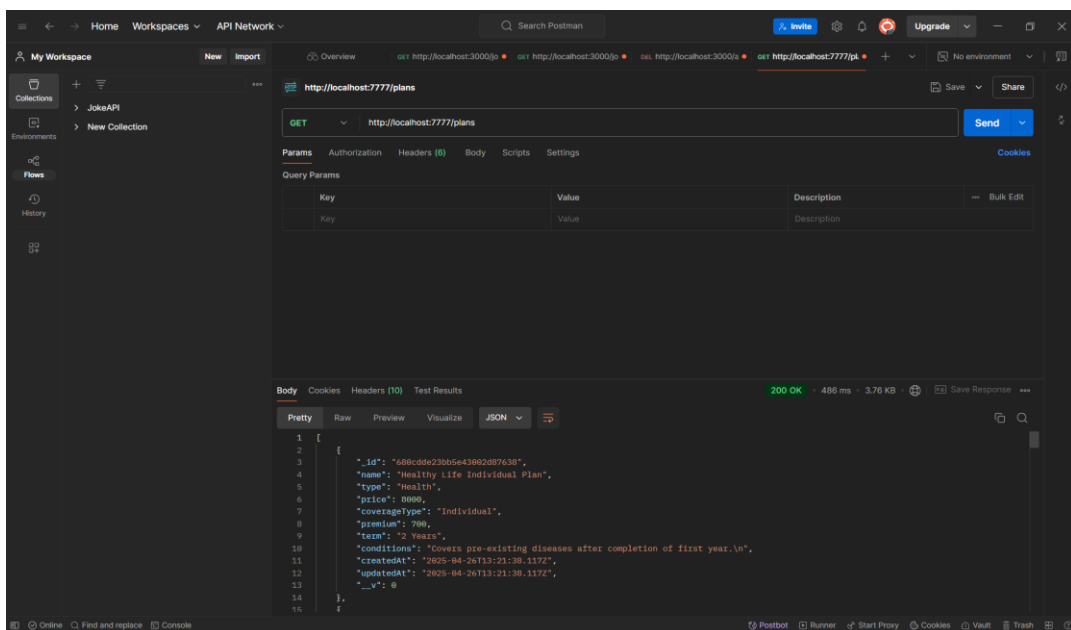 Home Workspaces API Network Search Postman Invite Upgrade
My Workspace New Import Overview GET http://localhost:3000/jo GET http://localhost:3000/jo DEL http://localhost:3000/a GET http://localhost:7777/pl. No environment
Collections
Environments
Flows
History
JokeAPI
New Collection
http://localhost:7777/plans Save Share
GET http://localhost:7777/plans Send
Params Authorization Headers (6) Body Scripts Settings Cookies
Query Params
Key Value Description Bulk Edit
Key Value Description
Body Cookies Headers (10) Test Results 200 OK 486 ms 3.76 KB Save Response
Pretty Raw Preview Visualize JSON
1 [
2 {
3 "_id": "680cdde23bb5e43002d87638",
4 "name": "Healthy Life Individual Plan",
5 "type": "Health",
6 "price": 8000,
7 "coverageType": "Individual",
8 "premium": 700,
9 "term": "2 Years",
10 "conditions": "Covers pre-existing diseases after completion of first year.\n",
11 "createdAt": "2025-04-26T13:21:38.117Z",
12 "updatedAt": "2025-04-26T13:21:38.117Z",
13 "__v": 0
14 },
15 {
Online Find and replace Console Postbot Runner Start Proxy Cookies Vault Trash